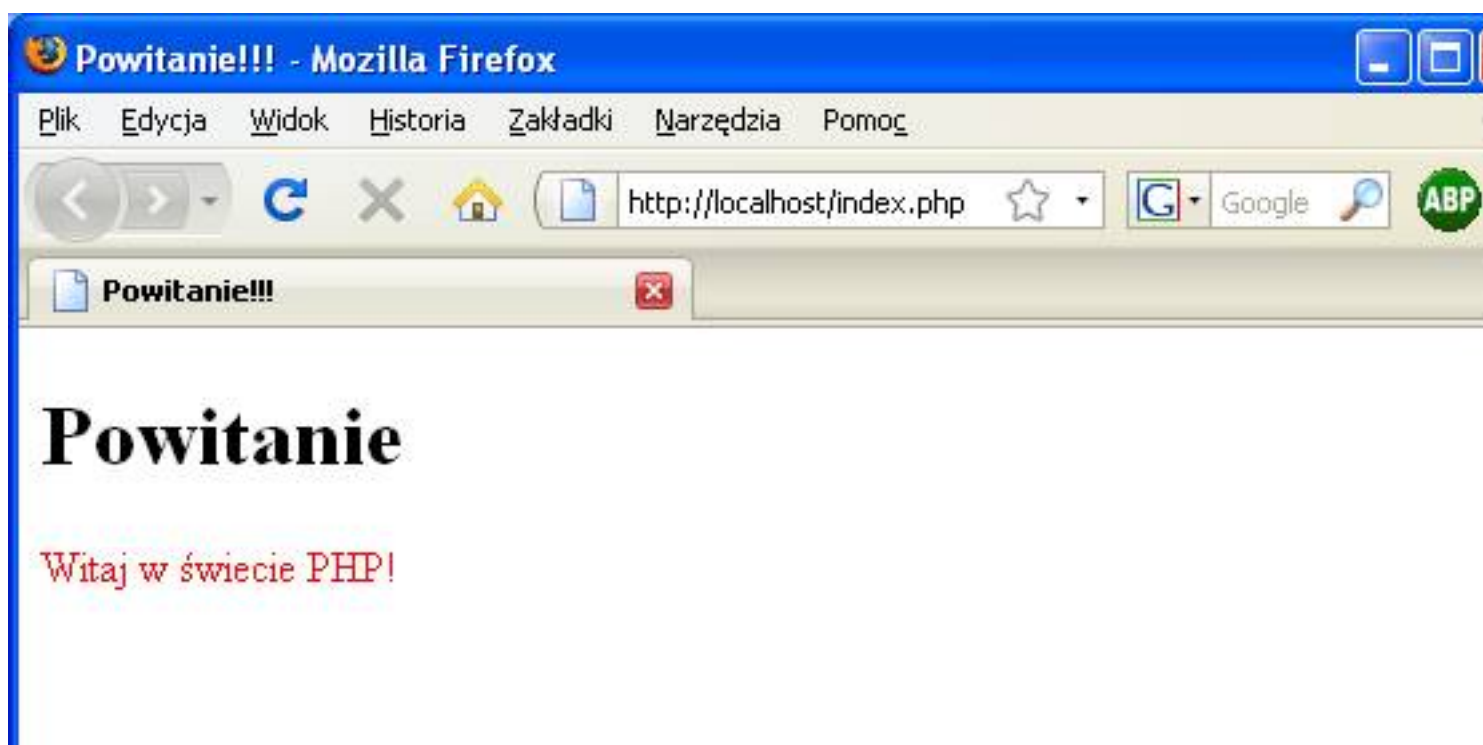 Powitanie!!! - Mozilla Firefox
Plik Edycja Widok Historia Zakładki Narzędzia Pomoc
http://localhost/index.php G Google ABP
Powitanie!!!
Powitanie
Witaj w świecie PHP!